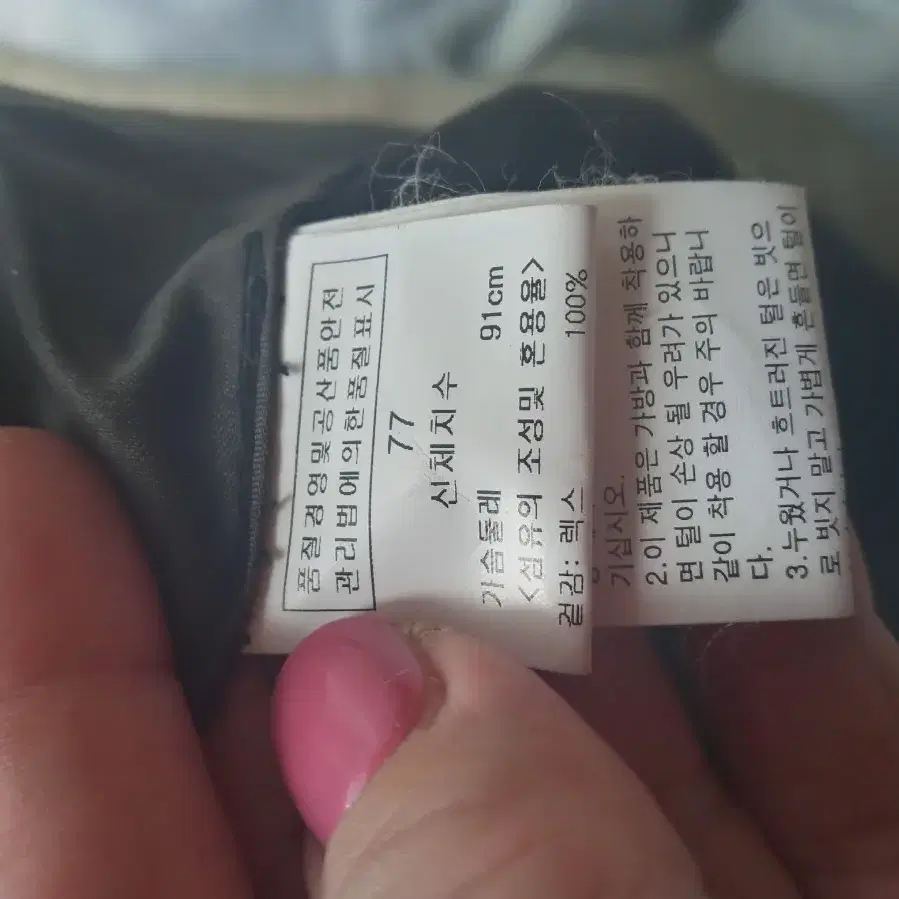 품질경영및공산품안전
관리법에의한품질표시
77
신체치수
가슴둘레 91cm
<섬유의 조성및 혼용율>
겉감: 렉스 100%
기십시오.
2.이 제품은 가방과 함께 착용하
면 털이 손상 될 우려가 있으니
같이 착용 할 경우 주의 바랍니
다.
3.누웠거나 흐트러진 털은 빗으
로 빗지 말고 가볍게 흔들면 털이